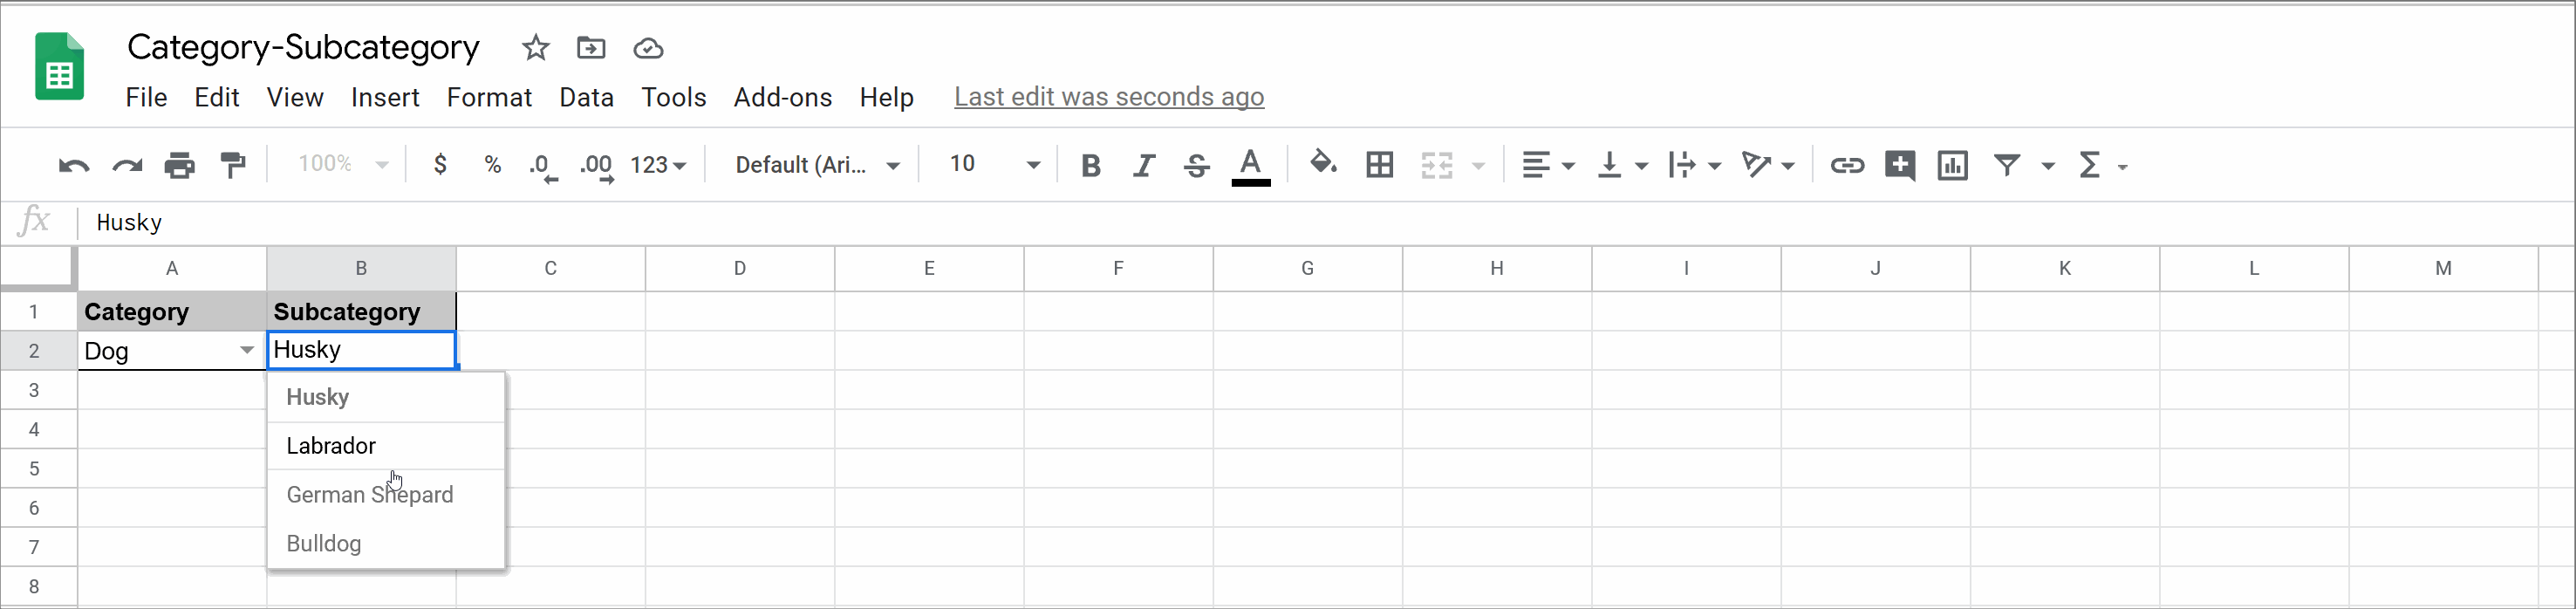 Category-Subcategory
File Edit View Insert Format Data Tools Add-ons Help Last edit was seconds ago
100% $ % .0 .00 123 Default (Ari... 10 B I S A Σ
fx Husky
A B C D E F G H I J K L M
1 Category Subcategory
2 Dog Husky
3 Husky
4 Labrador
5
6 German Shepard
7 Bulldog
8